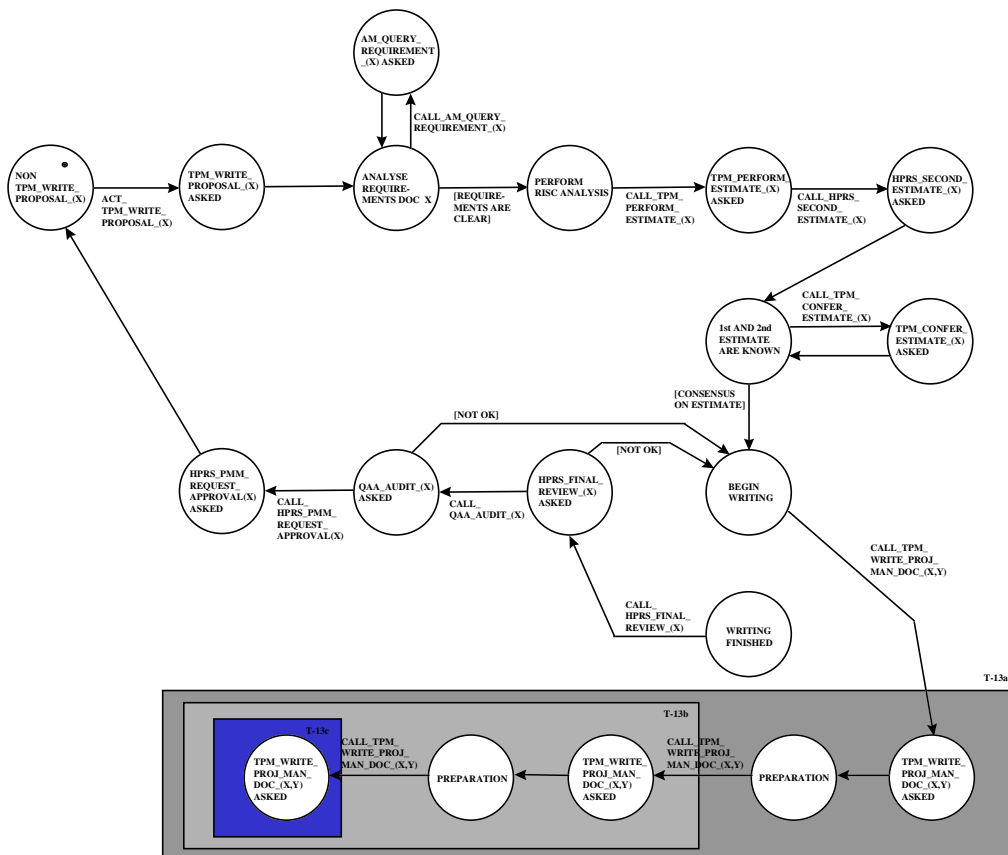 AM_QUERY_
REQUIREMENT
_(X) ASKED
CALL_AM_QUERY_
REQUIREMENT_(X)
NON
TPM_WRITE_
PROPOSAL_(X)
ACT_
TPM_WRITE_
PROPOSAL_(X)
TPM_WRITE_
PROPOSAL_(X)
ASKED
ANALYSE
REQUIRE-
MENTS DOC X
[REQUIRE-
MENTS ARE
CLEAR]
PERFORM
RISC ANALYSIS
CALL_TPM_
PERFORM_
ESTIMATE_(X)
TPM_PERFORM_
ESTIMATE_(X)
ASKED
CALL_HPRS_
SECOND_
ESTIMATE_(X)
HPRS_SECOND_
ESTIMATE_(X)
ASKED
1st AND 2nd
ESTIMATE
ARE KNOWN
CALL_TPM_
CONFER_
ESTIMATE_(X)
TPM_CONFER_
ESTIMATE_(X)
ASKED
[CONSENSUS
ON ESTIMATE]
[NOT OK]
[NOT OK]
HPRS_PMM_
REQUEST_
APPROVAL(X)
ASKED
CALL_
HPRS_PMM_
REQUEST_
APPROVAL(X)
QAA_AUDIT_(X)
ASKED
CALL_
QAA_AUDIT_(X)
HPRS_FINAL_
REVIEW_(X)
ASKED
BEGIN
WRITING
CALL_TPM_
WRITE_PROJ_
MAN_DOC_(X,Y)
CALL_
HPRS_FINAL_
REVIEW_(X)
WRITING
FINISHED
T-13a
T-13b
T-13c
TPM_WRITE_
PROJ_MAN_
DOC_(X,Y)
ASKED
CALL_TPM_
WRITE_PROJ_
MAN_DOC_(X,Y)
PREPARATION
TPM_WRITE_
PROJ_MAN_
DOC_(X,Y)
ASKED
CALL_TPM_
WRITE_PROJ_
MAN_DOC_(X,Y)
PREPARATION
TPM_WRITE_
PROJ_MAN_
DOC_(X,Y)
ASKED